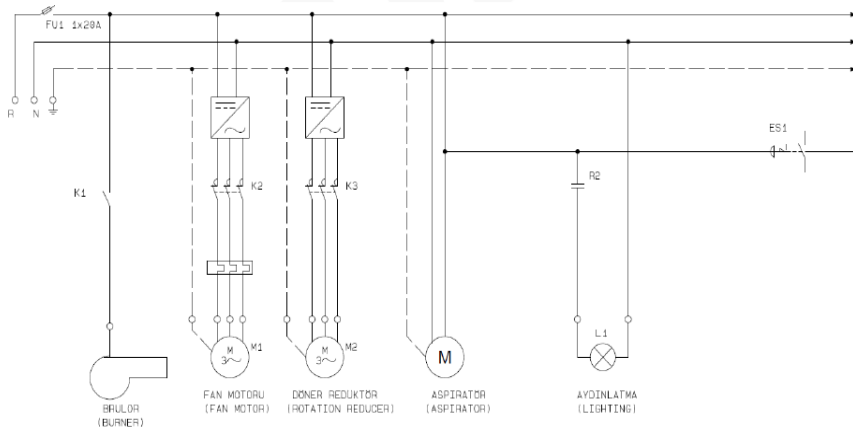 FU1 1x20A
R N
ES1
K1
K2
K3
R2
L1
M
3~
M1
M
3~
M2
M
BRULOR
(BURNER)
FAN MOTORU
(FAN MOTOR)
DÖNER REDUKTÖR
(ROTATION REDUCER)
ASPIRATÖR
(ASPIRATOR)
AYDINLATMA
(LIGHTING)